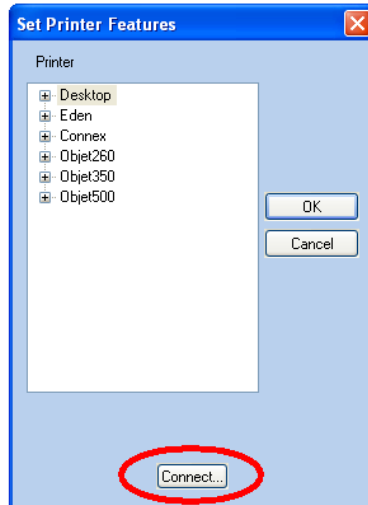 Set Printer Features
Printer
Desktop
Eden
Connex
Objet260
Objet350
Objet500
OK
Cancel
Connect...